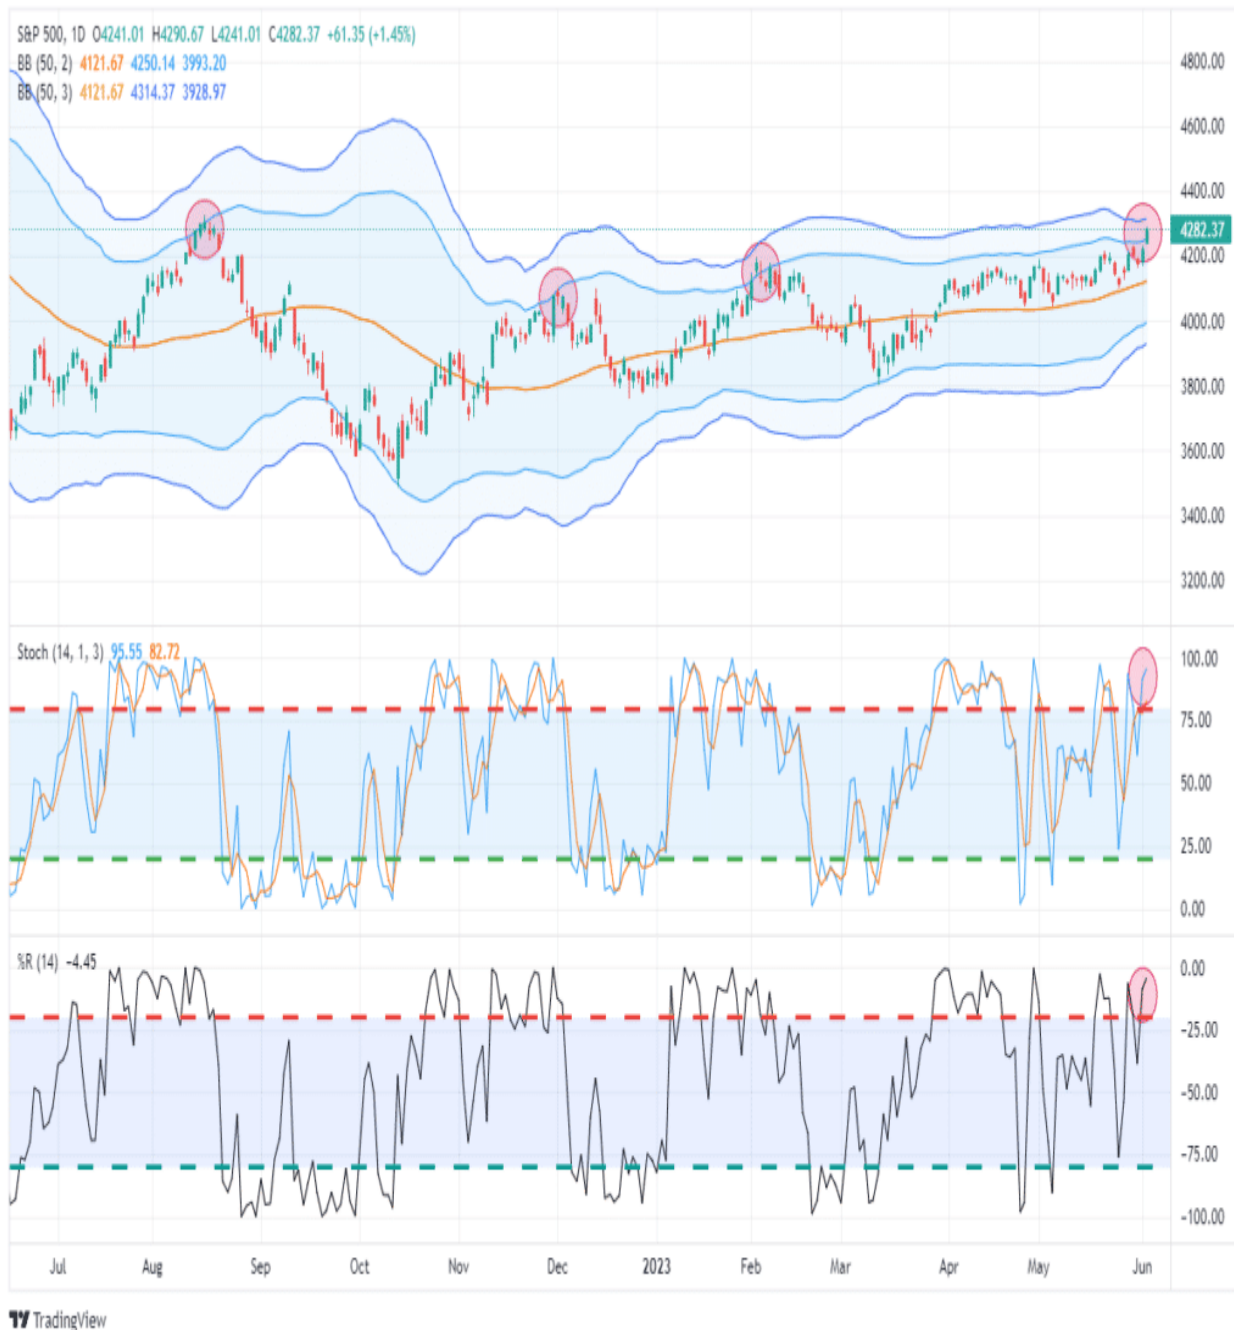 S&P 500, 1D O4241.01 H4290.67 L4241.01 C4282.37 +61.35 (+1.45%)
BB (50, 2) 4121.67 4250.14 3993.20
BB (50, 3) 4121.67 4314.37 3928.97
4800.00
4600.00
4400.00
4282.37
4200.00
4000.00
3800.00
3600.00
3400.00
3200.00
Stoch (14, 1, 3) 95.55 82.72
100.00
75.00
50.00
25.00
0.00
%R (14) −4.45
0.00
−25.00
−50.00
−75.00
−100.00
Jul Aug Sep Oct Nov Dec 2023 Feb Mar Apr May Jun
TradingView